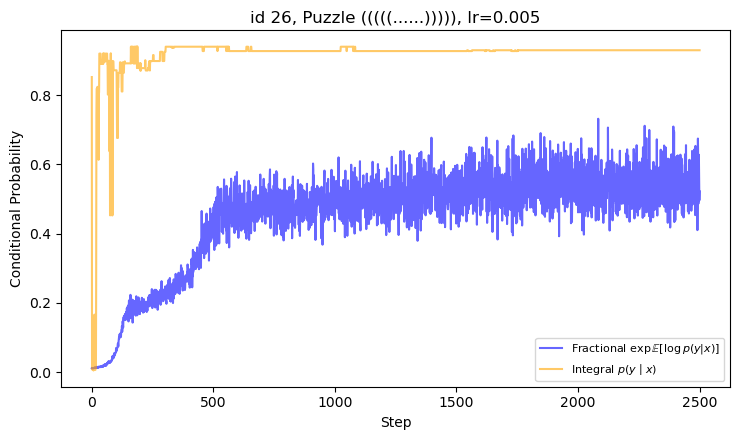 id 26, Puzzle (((((......))))), lr=0.005
Conditional Probability
0.8
0.6
0.4
0.2
0.0
0
500
1000
1500
2000
2500
Step
Fractional exp𝔼[log p(y|x)]
Integral p(y | x)